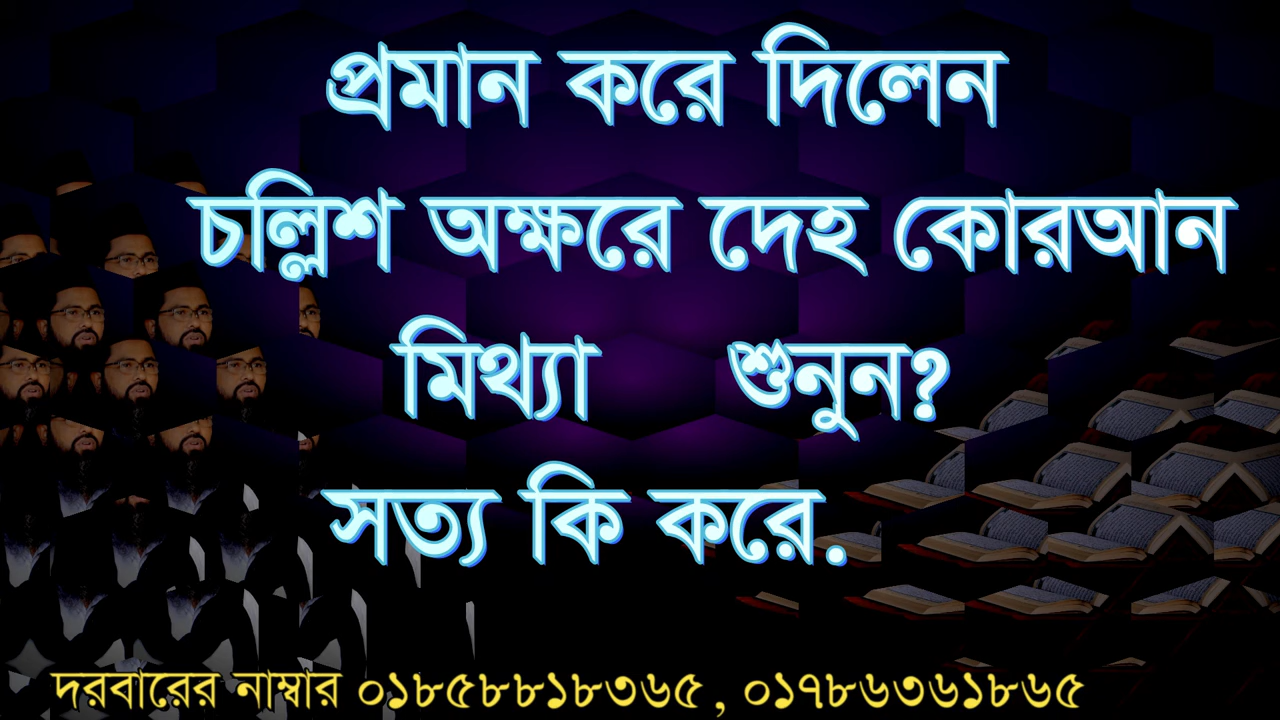 প্রমান করে দিলেন
চল্লিশ অক্ষরে দেহ কোরআন
মিথ্যা শুনুন?
সত্য কি করে.
দরবারের নাম্বার ০১৮৫৮৮১৮৩৬৫, ০১৭৮৬৩৬১৮৬৫